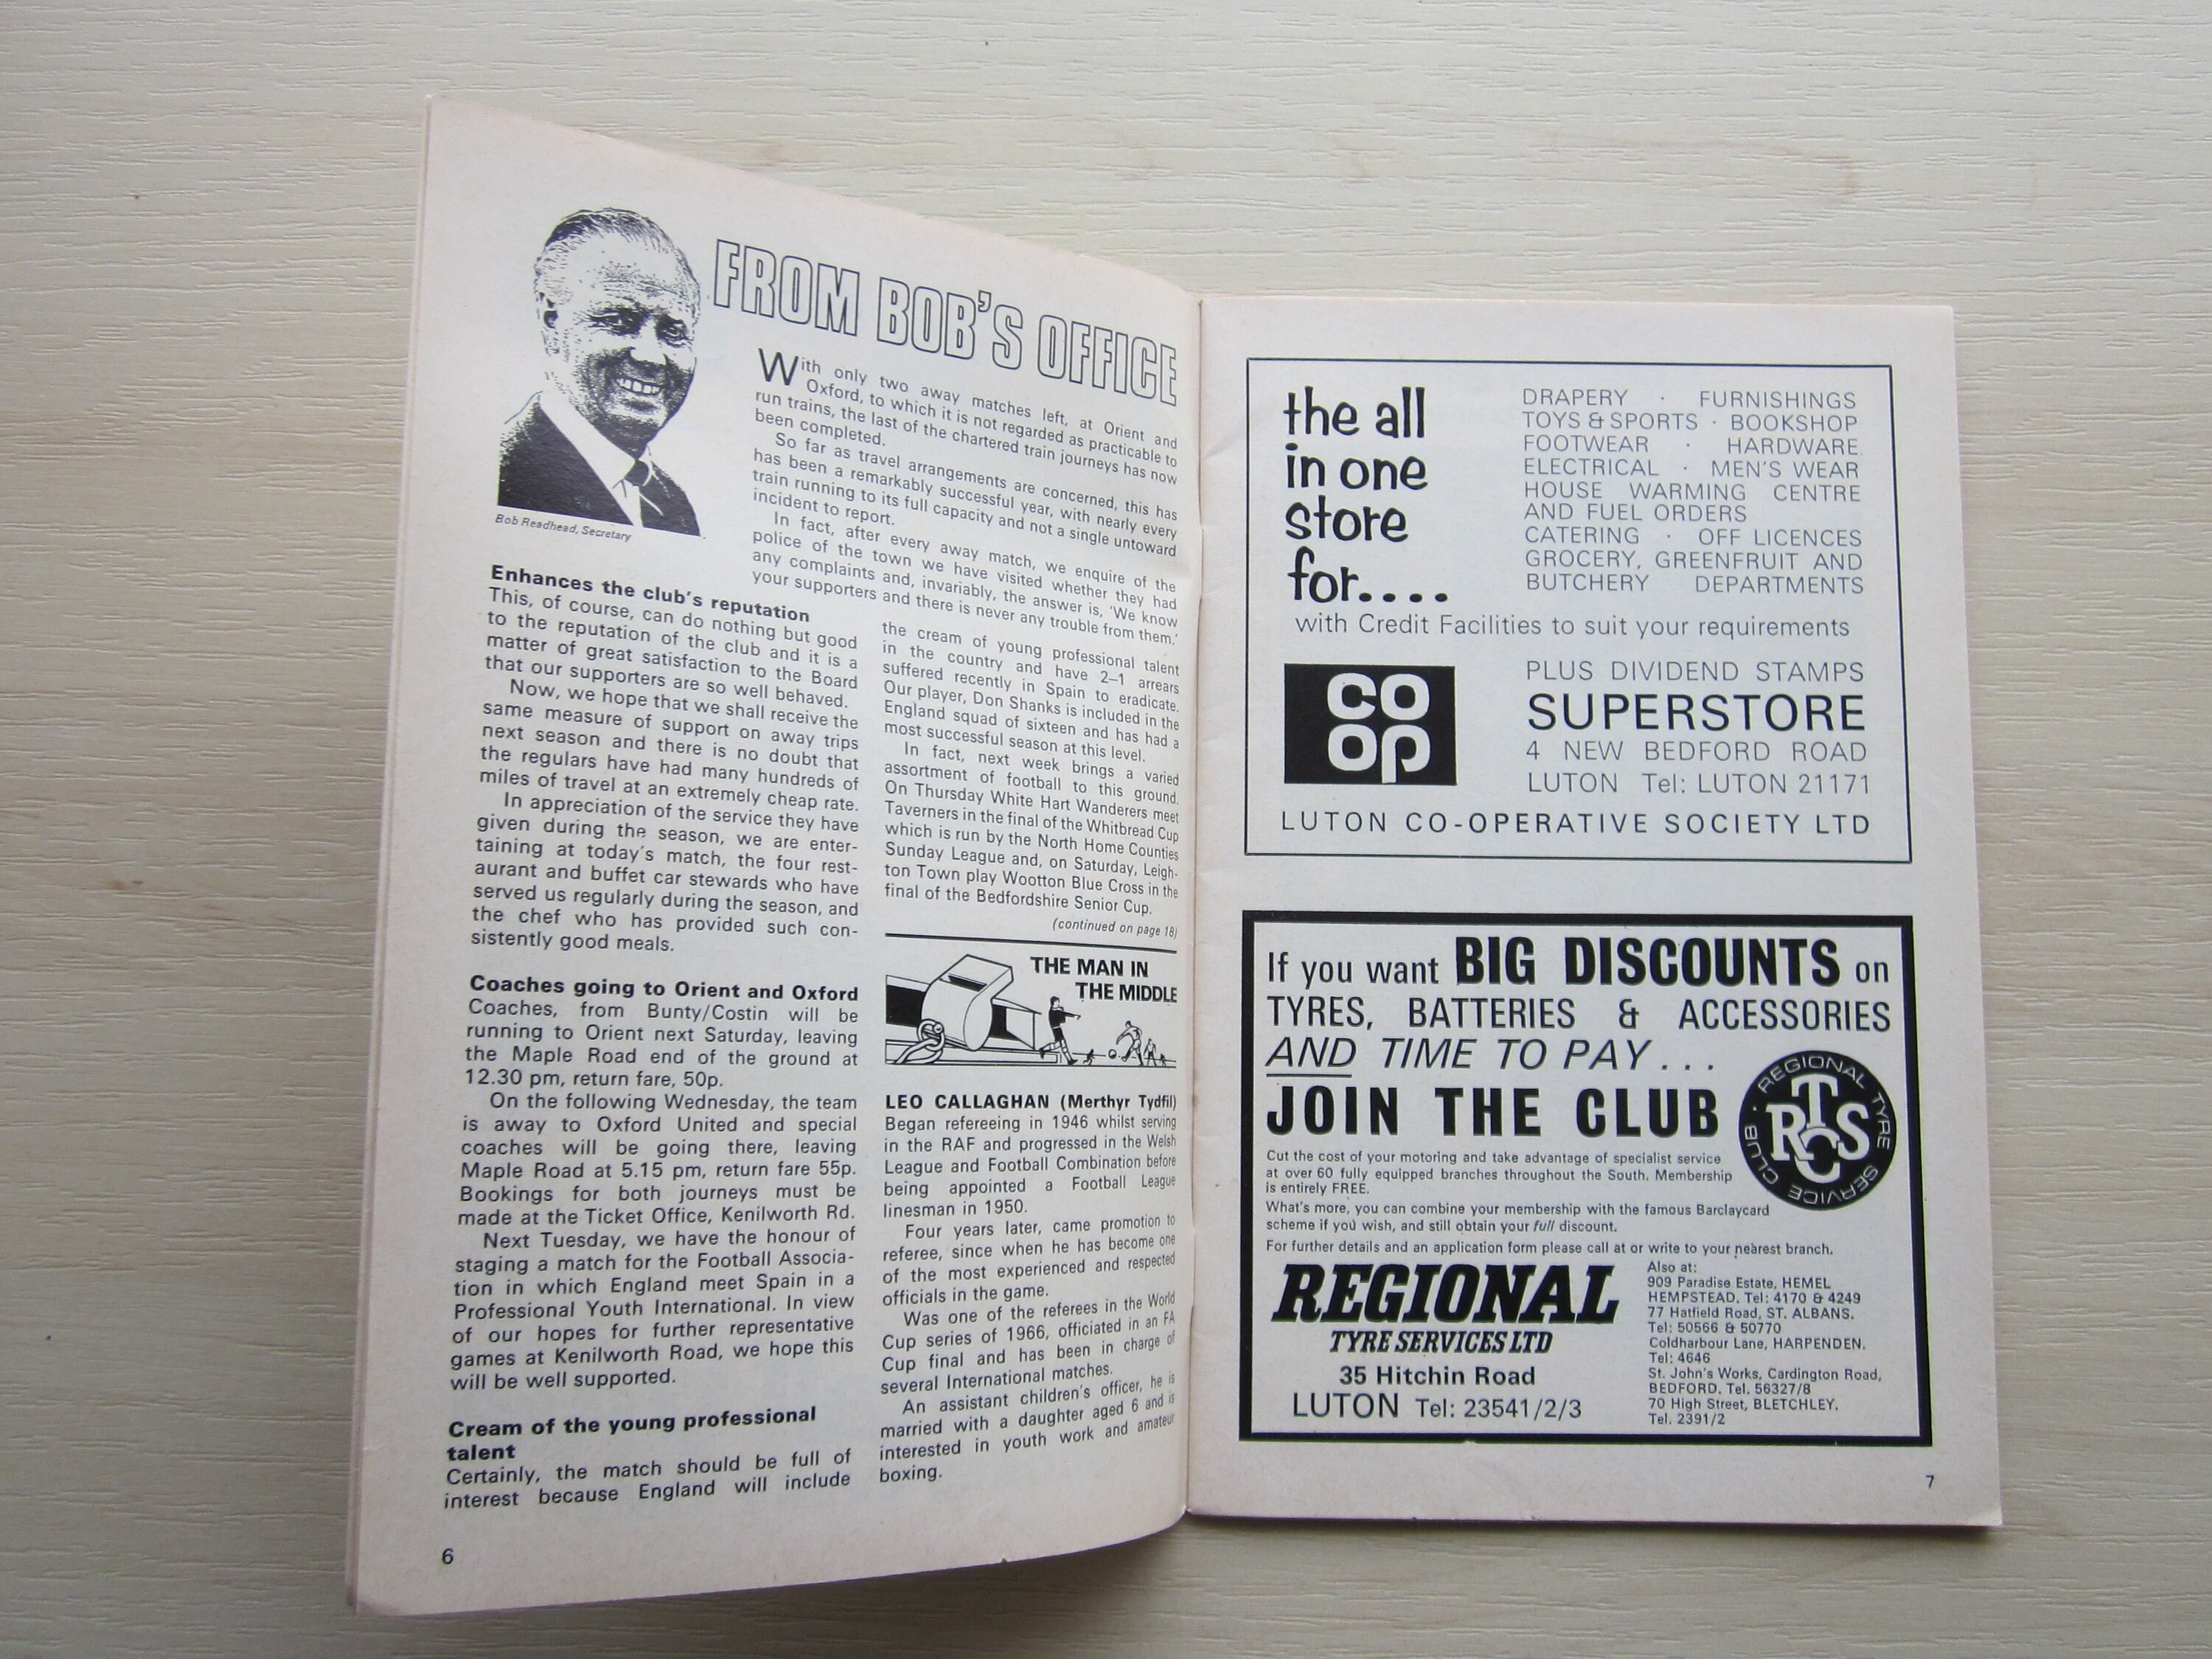 FROM BOB'S OFFICE
Bob Readhead, Secretary
With only two away matches left, at Orient and
Oxford, to which it is not regarded as practicable to
run trains, the last of the chartered train journeys has now
been completed.
So far as travel arrangements are concerned, this has
has been a remarkably successful year, with nearly every
train running to its full capacity and not a single untoward
incident to report.
In fact, after every away match, we enquire of the
police of the town we have visited whether they had
any complaints and, invariably, the answer is, 'We know
your supporters and there is never any trouble from them.'
Enhances the club's reputation
This, of course, can do nothing but good
to the reputation of the club and it is a
matter of great satisfaction to the Board
that our supporters are so well behaved.
Now, we hope that we shall receive the
same measure of support on away trips
next season and there is no doubt that
the regulars have had many hundreds of
miles of travel at an extremely cheap rate.
In appreciation of the service they have
given during the season, we are enter-
taining at today's match, the four rest-
aurant and buffet car stewards who have
served us regularly during the season, and
the chef who has provided such con-
sistently good meals.
Coaches going to Orient and Oxford
Coaches, from Bunty/Costin will be
running to Orient next Saturday, leaving
the Maple Road end of the ground at
12.30 pm, return fare, 50p.
On the following Wednesday, the team
is away to Oxford United and special
coaches will be going there, leaving
Maple Road at 5.15 pm, return fare 55p.
Bookings for both journeys must be
made at the Ticket Office, Kenilworth Rd.
Next Tuesday, we have the honour of
staging a match for the Football Associa-
tion in which England meet Spain in a
Professional Youth International. In view
of our hopes for further representative
games at Kenilworth Road, we hope this
will be well supported.
Cream of the young professional
talent
Certainly, the match should be full of
interest because England will include
the cream of young professional talent
in the country and have 2–1 arrears
suffered recently in Spain to eradicate.
Our player, Don Shanks is included in the
England squad of sixteen and has had a
most successful season at this level.
In fact, next week brings a varied
assortment of football to this ground.
On Thursday White Hart Wanderers meet
Taverners in the final of the Whitbread Cup
which is run by the North Home Counties
Sunday League and, on Saturday, Leigh-
ton Town play Wootton Blue Cross in the
final of the Bedfordshire Senior Cup.
(continued on page 18)
THE MAN IN
THE MIDDLE
LEO CALLAGHAN (Merthyr Tydfil)
Began refereeing in 1946 whilst serving
in the RAF and progressed in the Welsh
League and Football Combination before
being appointed a Football League
linesman in 1950.
Four years later, came promotion to
referee, since when he has become one
of the most experienced and respected
officials in the game.
Was one of the referees in the World
Cup series of 1966, officiated in an FA
Cup final and has been in charge of
several International matches.
An assistant children's officer, he is
married with a daughter aged 6 and is
interested in youth work and amateur
boxing.
6
the all
in one
store
for....
DRAPERY · FURNISHINGS
TOYS & SPORTS · BOOKSHOP
FOOTWEAR · HARDWARE
ELECTRICAL · MEN'S WEAR
HOUSE WARMING CENTRE
AND FUEL ORDERS
CATERING · OFF LICENCES
GROCERY, GREENFRUIT AND
BUTCHERY DEPARTMENTS
with Credit Facilities to suit your requirements
CO
OP
PLUS DIVIDEND STAMPS
SUPERSTORE
4 NEW BEDFORD ROAD
LUTON Tel: LUTON 21171
LUTON CO-OPERATIVE SOCIETY LTD
If you want BIG DISCOUNTS on
TYRES, BATTERIES & ACCESSORIES
AND TIME TO PAY...
JOIN THE CLUB
REGIONAL TYRE SERVICE CLUB
RTSC
Cut the cost of your motoring and take advantage of specialist service
at over 60 fully equipped branches throughout the South. Membership
is entirely FREE.
What's more, you can combine your membership with the famous Barclaycard
scheme if you wish, and still obtain your full discount.
For further details and an application form please call at or write to your nearest branch.
REGIONAL
TYRE SERVICES LTD
35 Hitchin Road
LUTON Tel: 23541/2/3
Also at:
909 Paradise Estate, HEMEL
HEMPSTEAD. Tel: 4170 & 4249
77 Hatfield Road, ST. ALBANS.
Tel: 50566 & 50770
Coldharbour Lane, HARPENDEN.
Tel: 4646
St. John's Works, Cardington Road,
BEDFORD. Tel. 56327/8
70 High Street, BLETCHLEY.
Tel. 2391/2
7